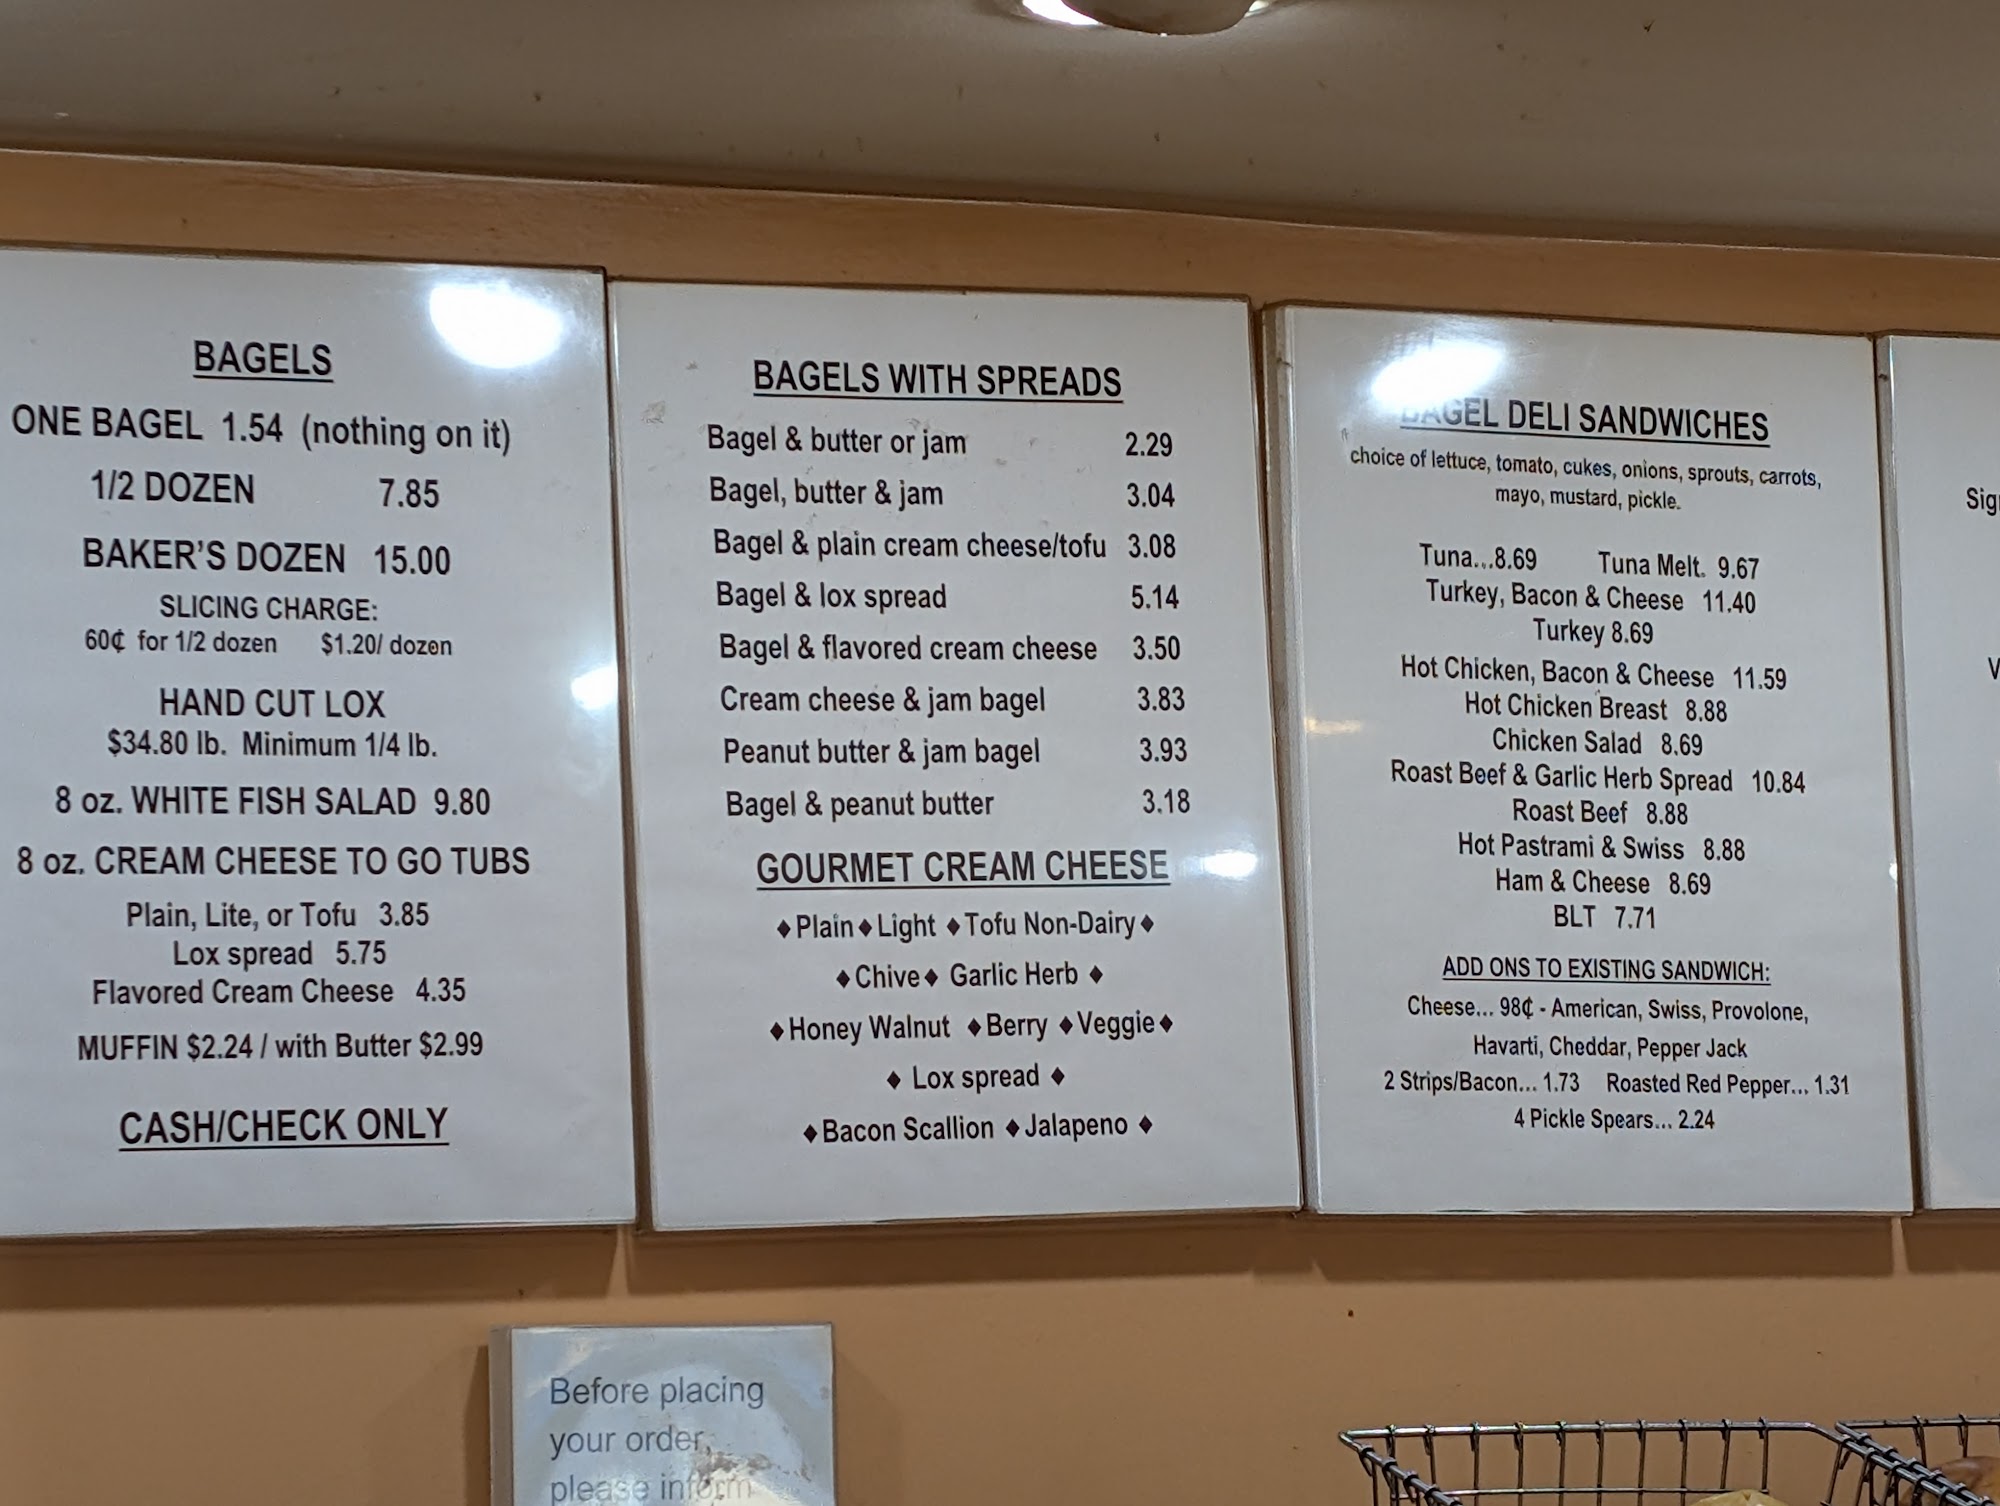 BAGELS
ONE BAGEL 1.54 (nothing on it)
1/2 DOZEN 7.85
BAKER'S DOZEN 15.00
SLICING CHARGE:
60¢ for 1/2 dozen $1.20/ dozen
HAND CUT LOX
$34.80 lb. Minimum 1/4 lb.
8 oz. WHITE FISH SALAD 9.80
8 oz. CREAM CHEESE TO GO TUBS
Plain, Lite, or Tofu 3.85
Lox spread 5.75
Flavored Cream Cheese 4.35
MUFFIN $2.24 / with Butter $2.99
CASH/CHECK ONLY
BAGELS WITH SPREADS
Bagel & butter or jam 2.29
Bagel, butter & jam 3.04
Bagel & plain cream cheese/tofu 3.08
Bagel & lox spread 5.14
Bagel & flavored cream cheese 3.50
Cream cheese & jam bagel 3.83
Peanut butter & jam bagel 3.93
Bagel & peanut butter 3.18
GOURMET CREAM CHEESE
♦Plain♦Light ♦Tofu Non-Dairy♦
♦Chive♦ Garlic Herb ♦
♦Honey Walnut ♦Berry ♦Veggie♦
♦ Lox spread ♦
♦Bacon Scallion ♦Jalapeno ♦
BAGEL DELI SANDWICHES
choice of lettuce, tomato, cukes, onions, sprouts, carrots,
mayo, mustard, pickle.
Tuna...8.69 Tuna Melt. 9.67
Turkey, Bacon & Cheese 11.40
Turkey 8.69
Hot Chicken, Bacon & Cheese 11.59
Hot Chicken Breast 8.88
Chicken Salad 8.69
Roast Beef & Garlic Herb Spread 10.84
Roast Beef 8.88
Hot Pastrami & Swiss 8.88
Ham & Cheese 8.69
BLT 7.71
ADD ONS TO EXISTING SANDWICH:
Cheese... 98¢ - American, Swiss, Provolone,
Havarti, Cheddar, Pepper Jack
2 Strips/Bacon... 1.73 Roasted Red Pepper... 1.31
4 Pickle Spears... 2.24
Before placing
your order,
please inform